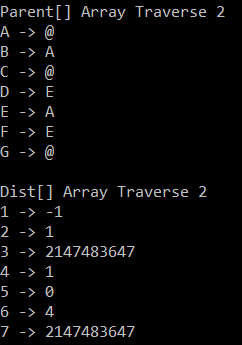 Parent[] Array Traverse 2
A -> @
B -> A
C -> @
D -> E
E -> A
F -> E
G -> @
Dist[] Array Traverse 2
1 -> -1
2 -> 1
3 -> 2147483647
4 -> 1
5 -> 0
6 -> 4
7 -> 2147483647